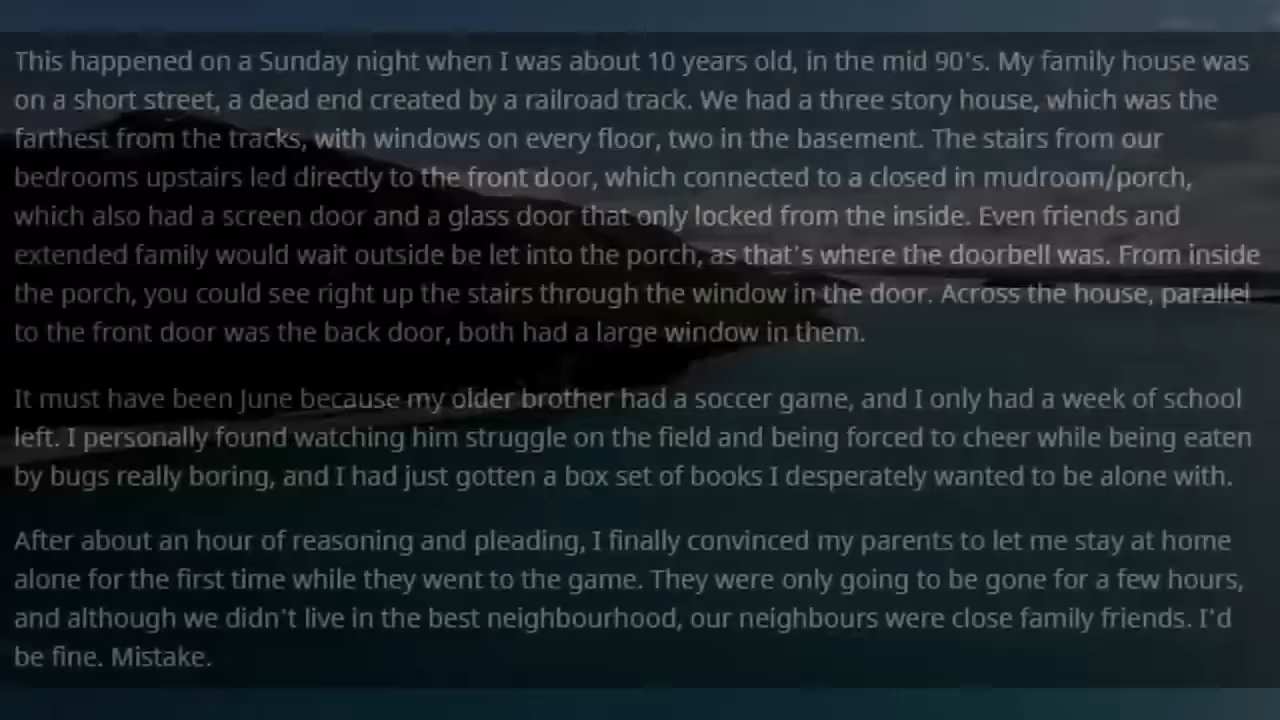 This happened on a Sunday night when I was about 10 years old, in the mid 90's. My family house was
on a short street, a dead end created by a railroad track. We had a three story house, which was the
farthest from the tracks, with windows on every floor, two in the basement. The stairs from our
bedrooms upstairs led directly to the front door, which connected to a closed in mudroom/porch,
which also had a screen door and a glass door that only locked from the inside. Even friends and
extended family would wait outside be let into the porch, as that's where the doorbell was. From inside
the porch, you could see right up the stairs through the window in the door. Across the house, parallel
to the front door was the back door, both had a large window in them.
It must have been June because my older brother had a soccer game, and I only had a week of school
left. I personally found watching him struggle on the field and being forced to cheer while being eaten
by bugs really boring, and I had just gotten a box set of books I desperately wanted to be alone with.
After about an hour of reasoning and pleading, I finally convinced my parents to let me stay at home
alone for the first time while they went to the game. They were only going to be gone for a few hours,
and although we didn't live in the best neighbourhood, our neighbours were close family friends. I'd
be fine. Mistake.